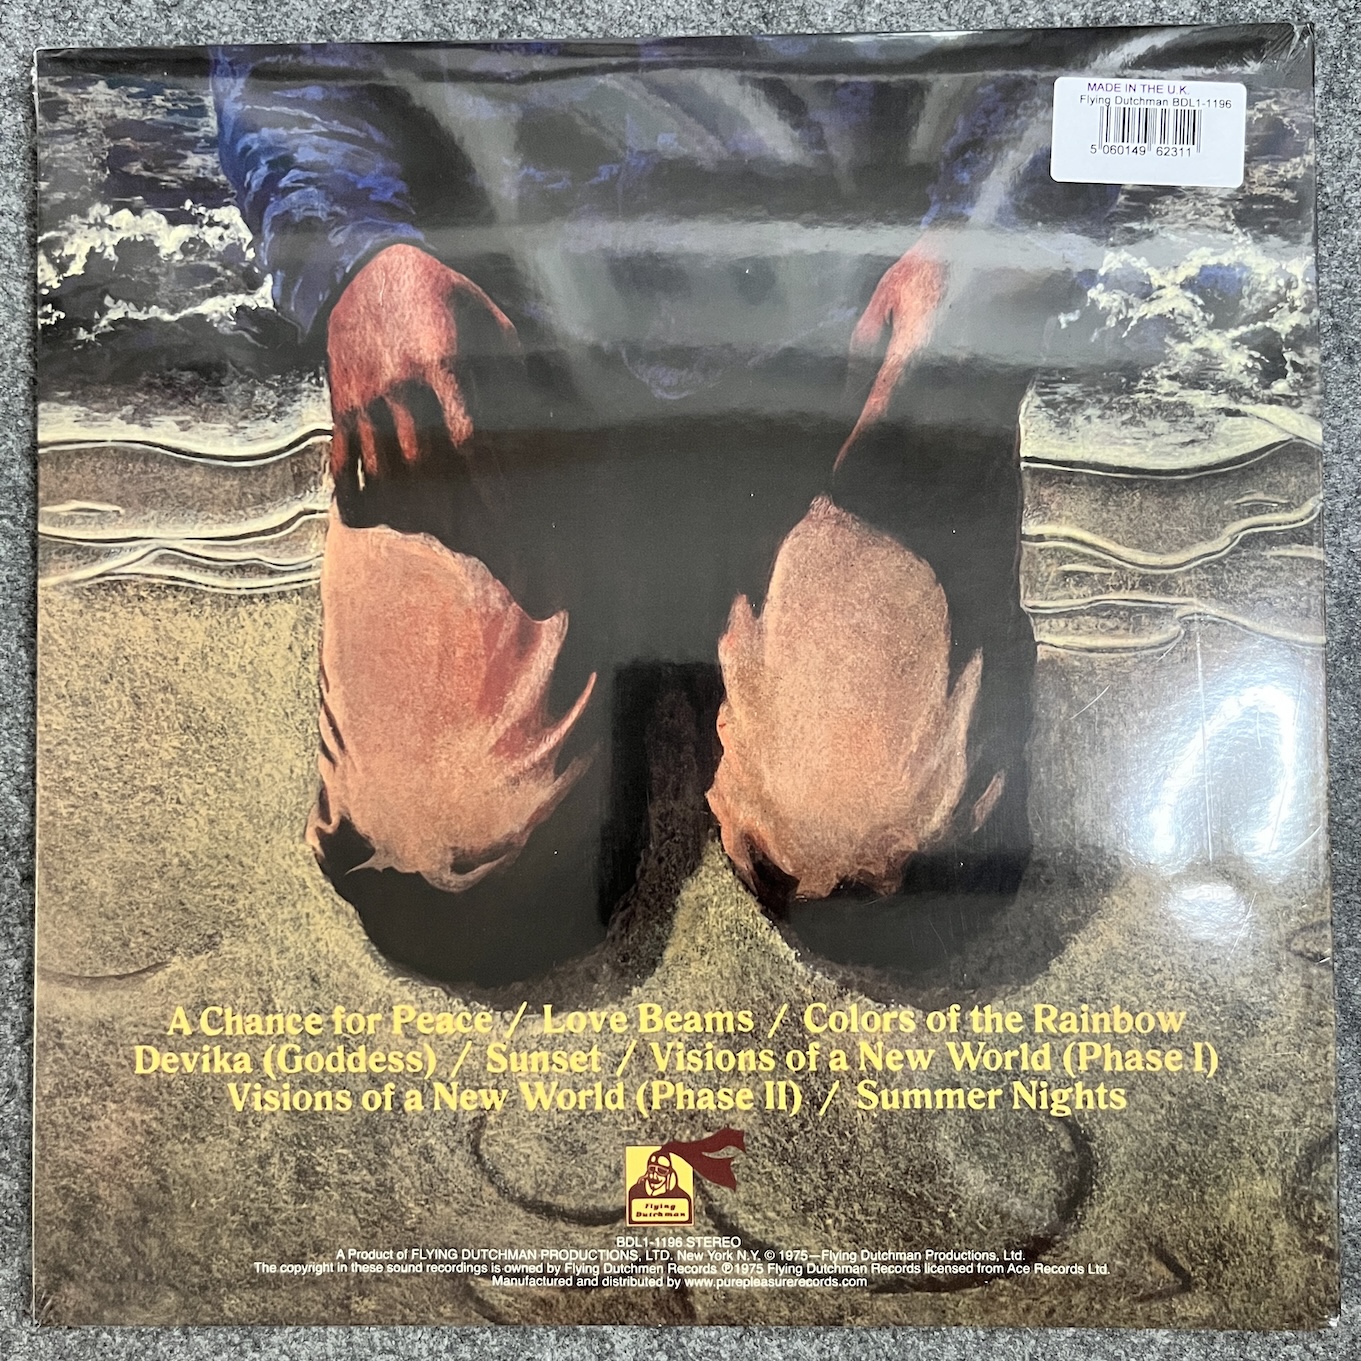 MADE IN THE U.K.
Flying Dutchman BDL1-1196
5 060149 62311
A Chance for Peace / Love Beams / Colors of the Rainbow
Devika (Goddess) / Sunset / Visions of a New World (Phase I)
Visions of a New World (Phase II) / Summer Nights
Flying
Dutchman
BDL1-1196 STEREO
A Product of FLYING DUTCHMAN PRODUCTIONS, LTD. New York N.Y. © 1975—Flying Dutchman Productions, Ltd.
The copyright in these sound recordings is owned by Flying Dutchmen Records ℗1975 Flying Dutchman Records licensed from Ace Records Ltd.
Manufactured and distributed by www.purepleasurerecords.com